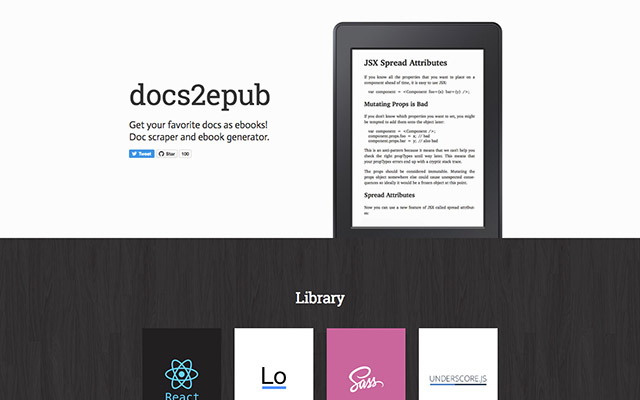 docs2epub
Get your favorite docs as ebooks!
Doc scraper and ebook generator.
Tweet
Star
100
JSX Spread Attributes
If you know all the properties that you want to place on a
component ahead of time, it is easy to use JSX:
var component = <Component foo={x} bar={y} />;
Mutating Props is Bad
If you don't know which properties you want to set, you might
be tempted to add them onto the object later:
var component = <Component />;
component.props.foo = x; // bad
component.props.bar = y; // also bad
This is an anti-pattern because it means that we can't help you
check the right propTypes until way later. This means that
your propTypes errors end up with a cryptic stack trace.
The props should be considered immutable. Mutating the
props object somewhere else could cause unexpected conse-
quences so ideally it would be a frozen object at this point.
Spread Attributes
Now you can use a new feature of JSX called spread attribut-
es:
Library
React
Lo
Sass
UNDERSCORE.JS